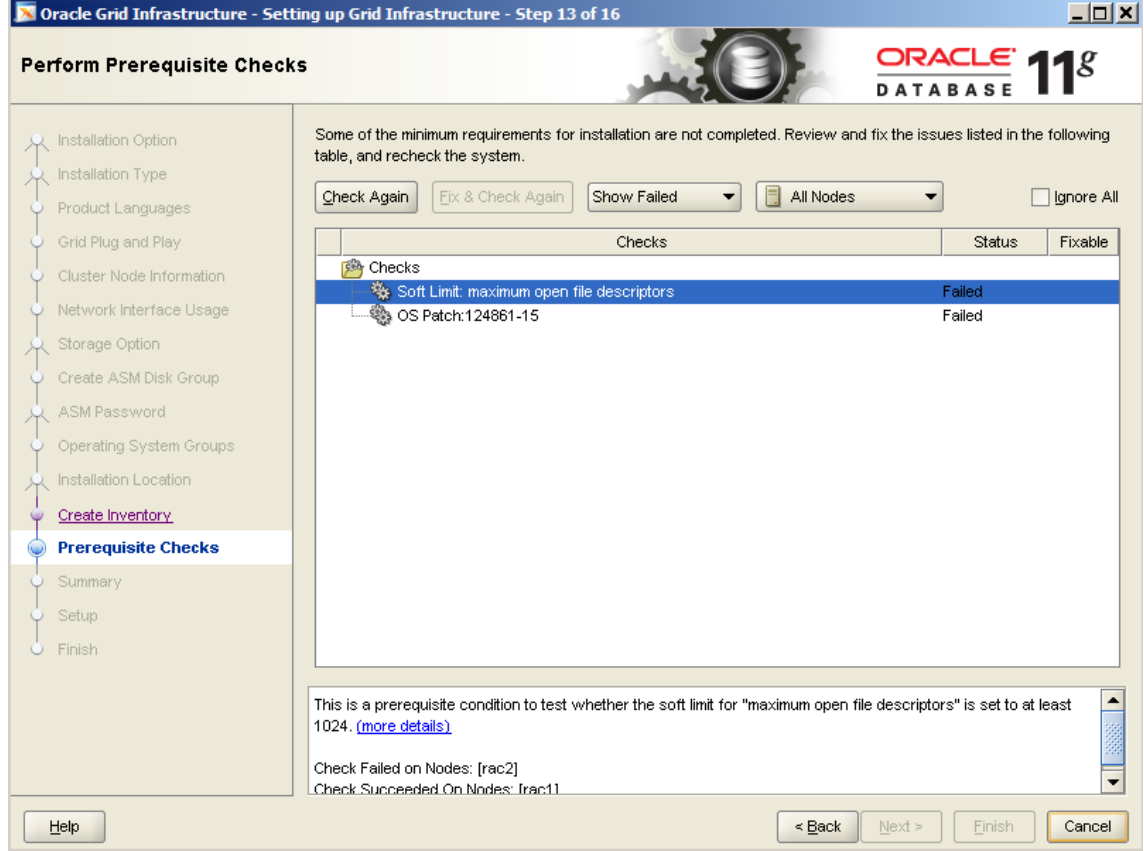 Oracle Grid Infrastructure - Setting up Grid Infrastructure - Step 13 of 16
Perform Prerequisite Checks
ORACLE
DATABASE
11g
Installation Option
Installation Type
Product Languages
Grid Plug and Play
Cluster Node Information
Network Interface Usage
Storage Option
Create ASM Disk Group
ASM Password
Operating System Groups
Installation Location
Create Inventory
Prerequisite Checks
Summary
Setup
Finish
Some of the minimum requirements for installation are not completed. Review and fix the issues listed in the following
table, and recheck the system.
Check Again Fix & Check Again Show Failed All Nodes Ignore All
Checks Status Fixable
Checks
Soft Limit: maximum open file descriptors Failed
OS Patch:124861-15 Failed
This is a prerequisite condition to test whether the soft limit for "maximum open file descriptors" is set to at least
1024. (more details)
Check Failed on Nodes: [rac2]
Check Succeeded On Nodes: [rac1]
Help < Back Next > Finish Cancel